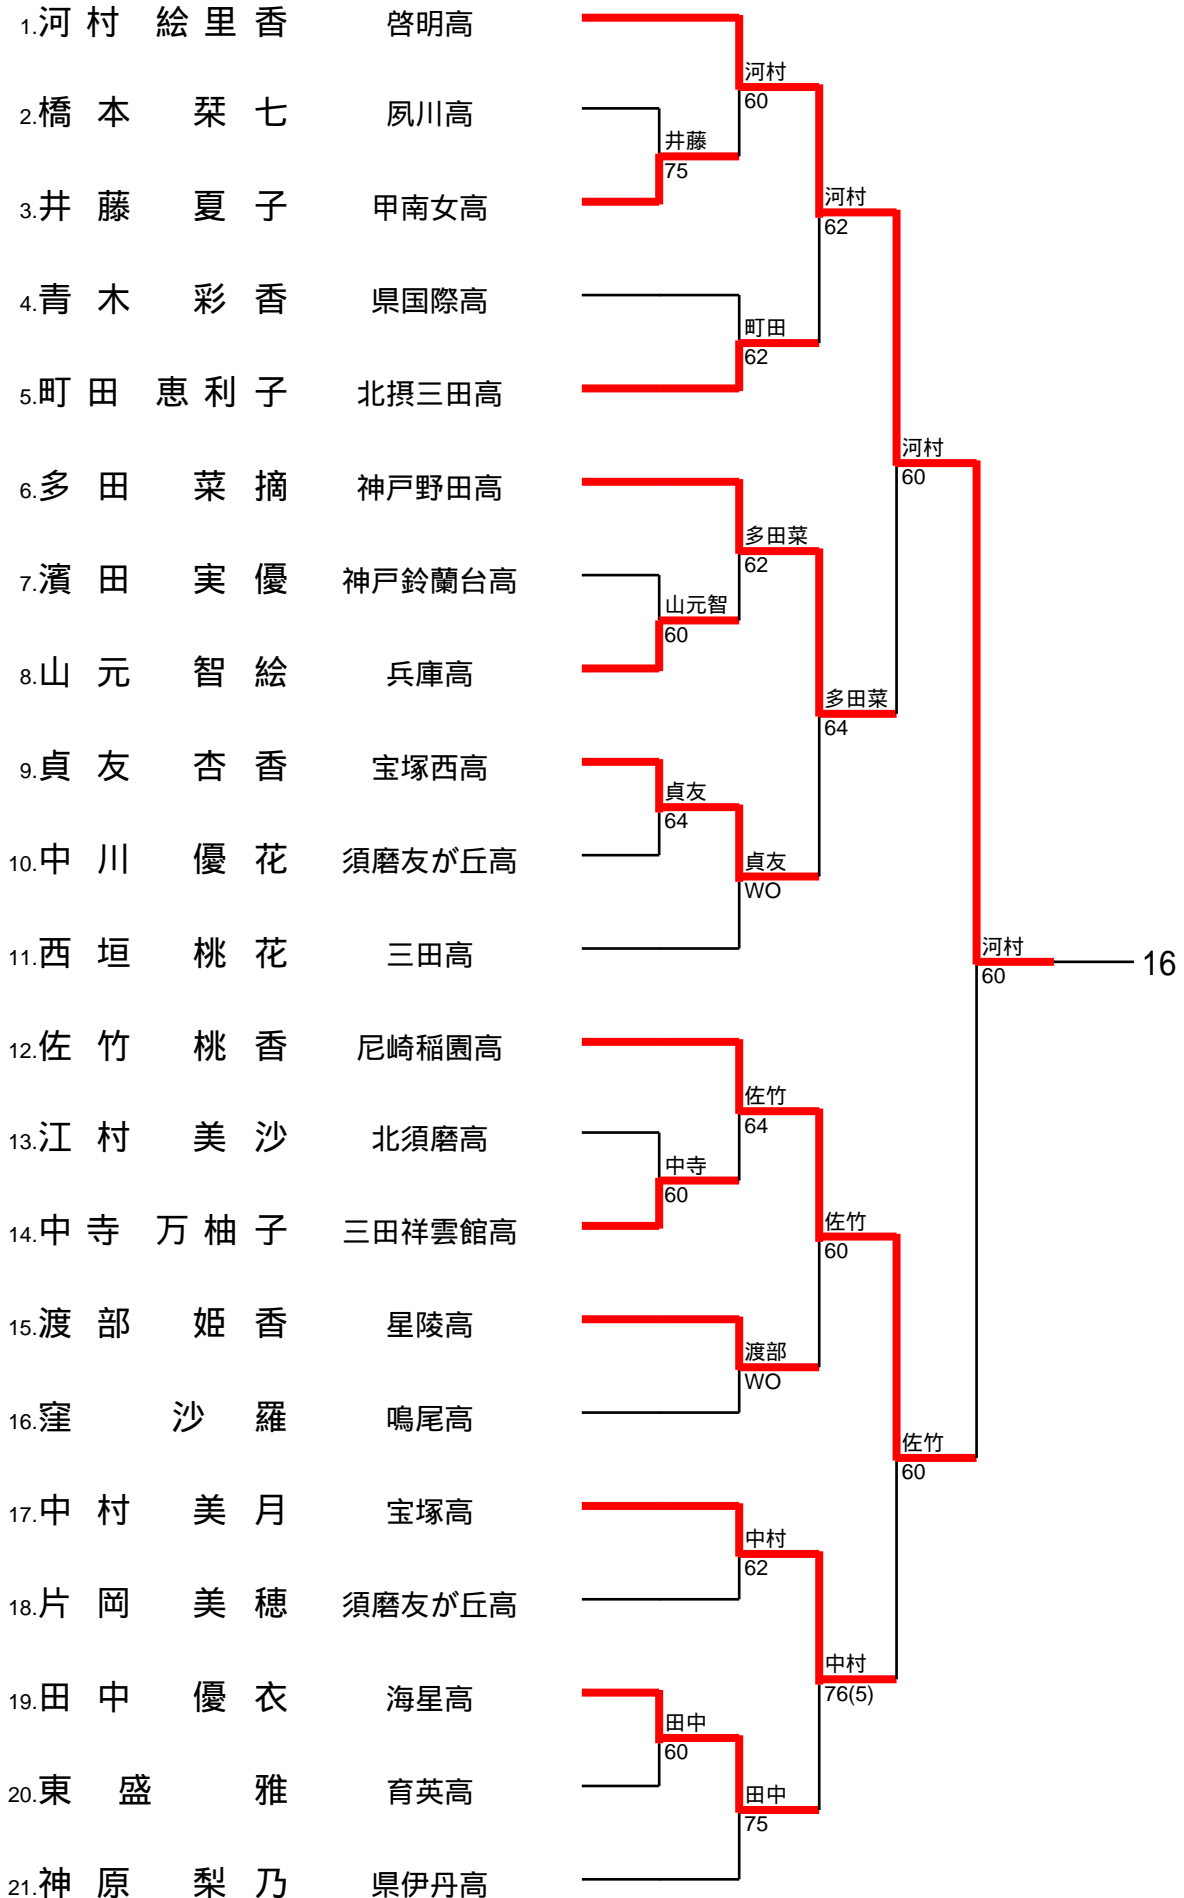 1.河村 絵里香 啓明高
河村
60
2.橋本 栞七 夙川高
井藤
75
3.井藤 夏子 甲南女高
河村
62
4.青木 彩香 県国際高
町田
62
5.町田 恵利子 北摂三田高
河村
60
6.多田 菜摘 神戸野田高
多田菜
62
7.濱田 実優 神戸鈴蘭台高
山元智
60
8.山元 智絵 兵庫高
多田菜
64
9.貞友 杏香 宝塚西高
貞友
64
10.中川 優花 須磨友が丘高
貞友
WO
11.西垣 桃花 三田高
河村
60
16
12.佐竹 桃香 尼崎稲園高
佐竹
64
13.江村 美沙 北須磨高
中寺
60
14.中寺 万柚子 三田祥雲館高
佐竹
60
15.渡部 姫香 星陵高
渡部
WO
16.窪 沙羅 鳴尾高
佐竹
60
17.中村 美月 宝塚高
中村
62
18.片岡 美穂 須磨友が丘高
中村
76(5)
19.田中 優衣 海星高
田中
60
20.東盛 雅 育英高
田中
75
21.神原 梨乃 県伊丹高